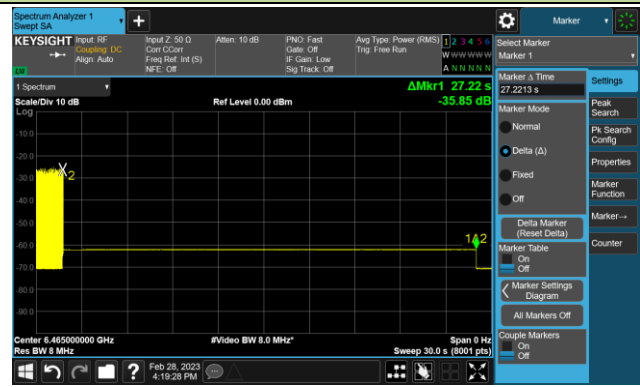 Spectrum Analyzer 1
Swept SA
Marker
KEYSIGHT
Input: RF
Coupling: DC
Align: Auto
Input Z: 50 Ω
Corr CCorr
Freq Ref: Int (S)
NFE: Off
Atten: 10 dB
PNO: Fast
Gate: Off
IF Gain: Low
Sig Track: Off
Avg Type: Power (RMS)
Trig: Free Run
1 2 3 4 5 6
W W W W W W
A N N N N N
Select Marker
Marker 1
LXI
1 Spectrum
ΔMkr1 27.22 s
-35.85 dB
Scale/Div 10 dB
Ref Level 0.00 dBm
Log
-10.0
-20.0
-30.0
-40.0
-50.0
-60.0
-70.0
-80.0
-90.0
2
1Δ2
Center 6.465000000 GHz
Res BW 8 MHz
#Video BW 8.0 MHz*
Span 0 Hz
Sweep 30.0 s (8001 pts)
Marker Δ Time
27.2213 s
Marker Mode
Normal
Delta (Δ)
Fixed
Off
Delta Marker
(Reset Delta)
Marker Table
On
Off
Marker Settings
Diagram
All Markers Off
Couple Markers
On
Off
Settings
Peak
Search
Pk Search
Config
Properties
Marker
Function
Marker→
Counter
Feb 28, 2023
4:19:28 PM